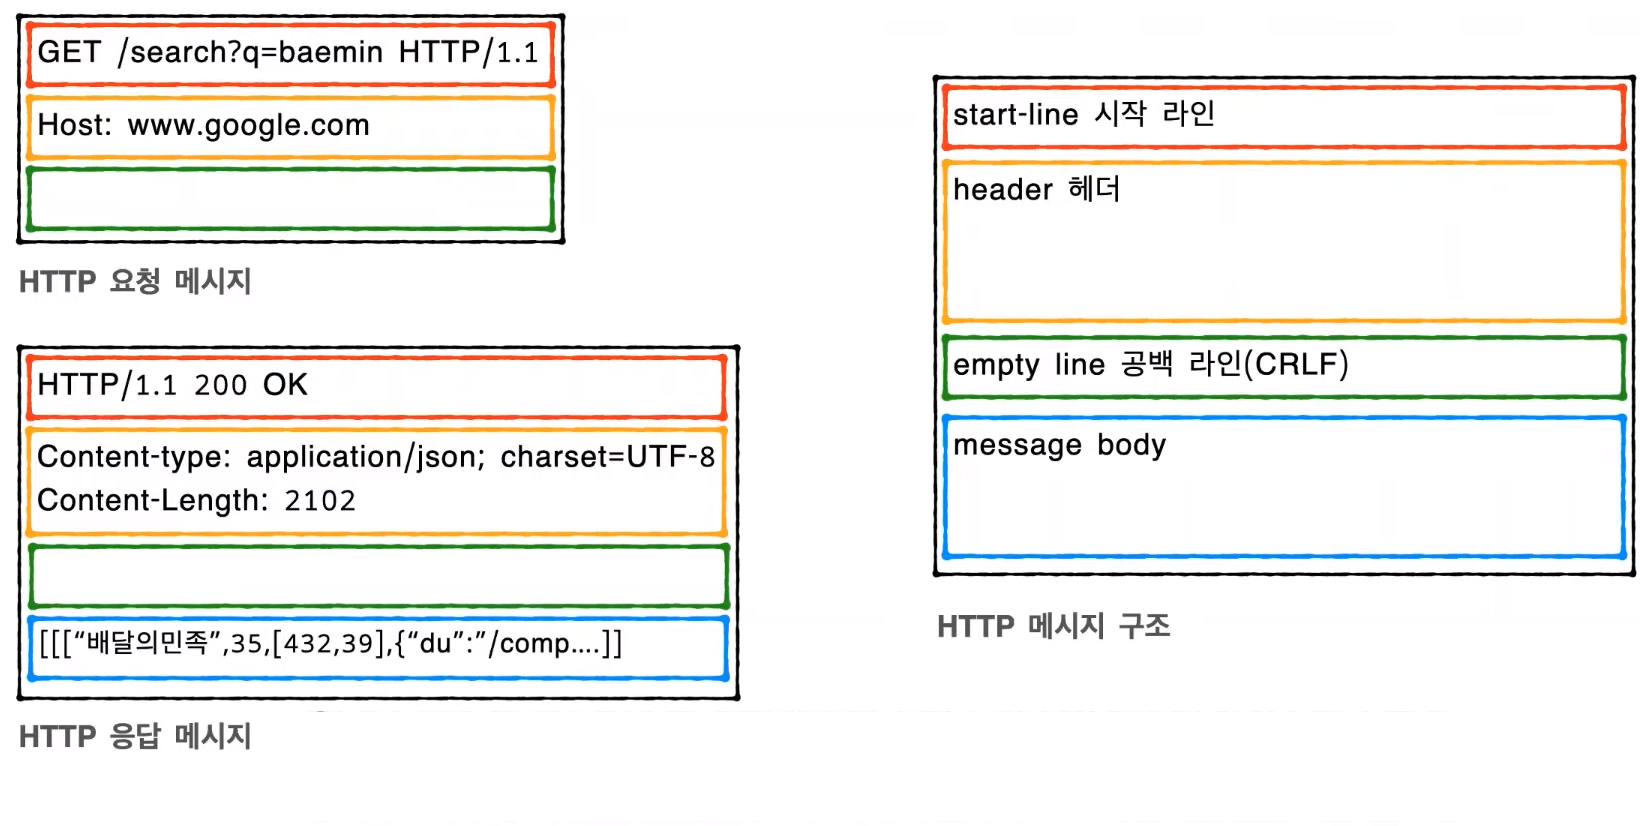 GET /search?q=baemin HTTP/1.1
Host: www.google.com
HTTP 요청 메시지
HTTP/1.1 200 OK
Content-type: application/json; charset=UTF-8
Content-Length: 2102
[[[“배달의민족”,35,[432,39],{“du”:”/comp....]]
HTTP 응답 메시지
start-line 시작 라인
header 헤더
empty line 공백 라인(CRLF)
message body
HTTP 메시지 구조